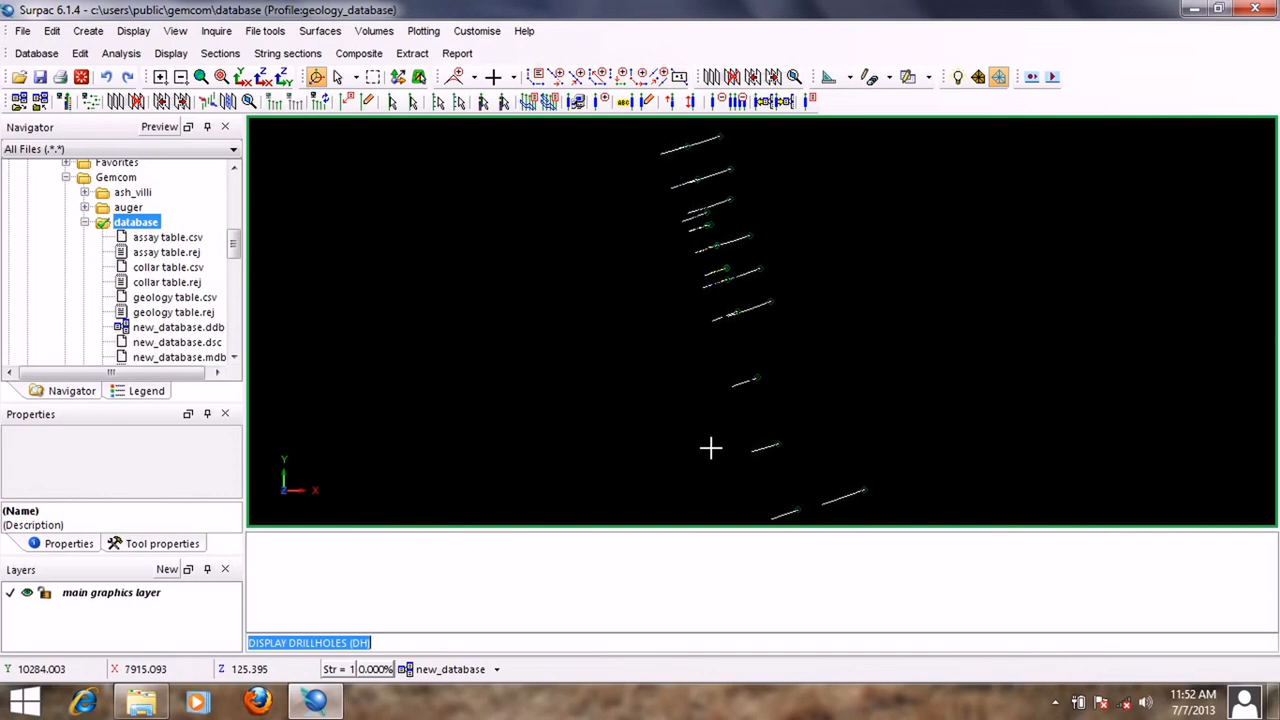 Surpac 6.1.4 - c:\users\public\gemcom\database (Profile:geology_database)
File Edit Create Display View Inquire File tools Surfaces Volumes Plotting Customise Help
Database Edit Analysis Display Sections String sections Composite Extract Report
Navigator Preview
All Files (*.*)
Favorites
Gemcom
ash_villi
auger
database
assay table.csv
assay table.rej
collar table.csv
collar table.rej
geology table.csv
geology table.rej
new_database.ddb
new_database.dsc
new_database.mdb
Navigator Legend
Properties
Y
Z X
(Name)
(Description)
Properties Tool properties
Layers New
main graphics layer
DISPLAY DRILLHOLES (DH)
Y 10284.003 X 7915.093 Z 125.395 Str = 1 0.000% new_database
11:52 AM
7/7/2013